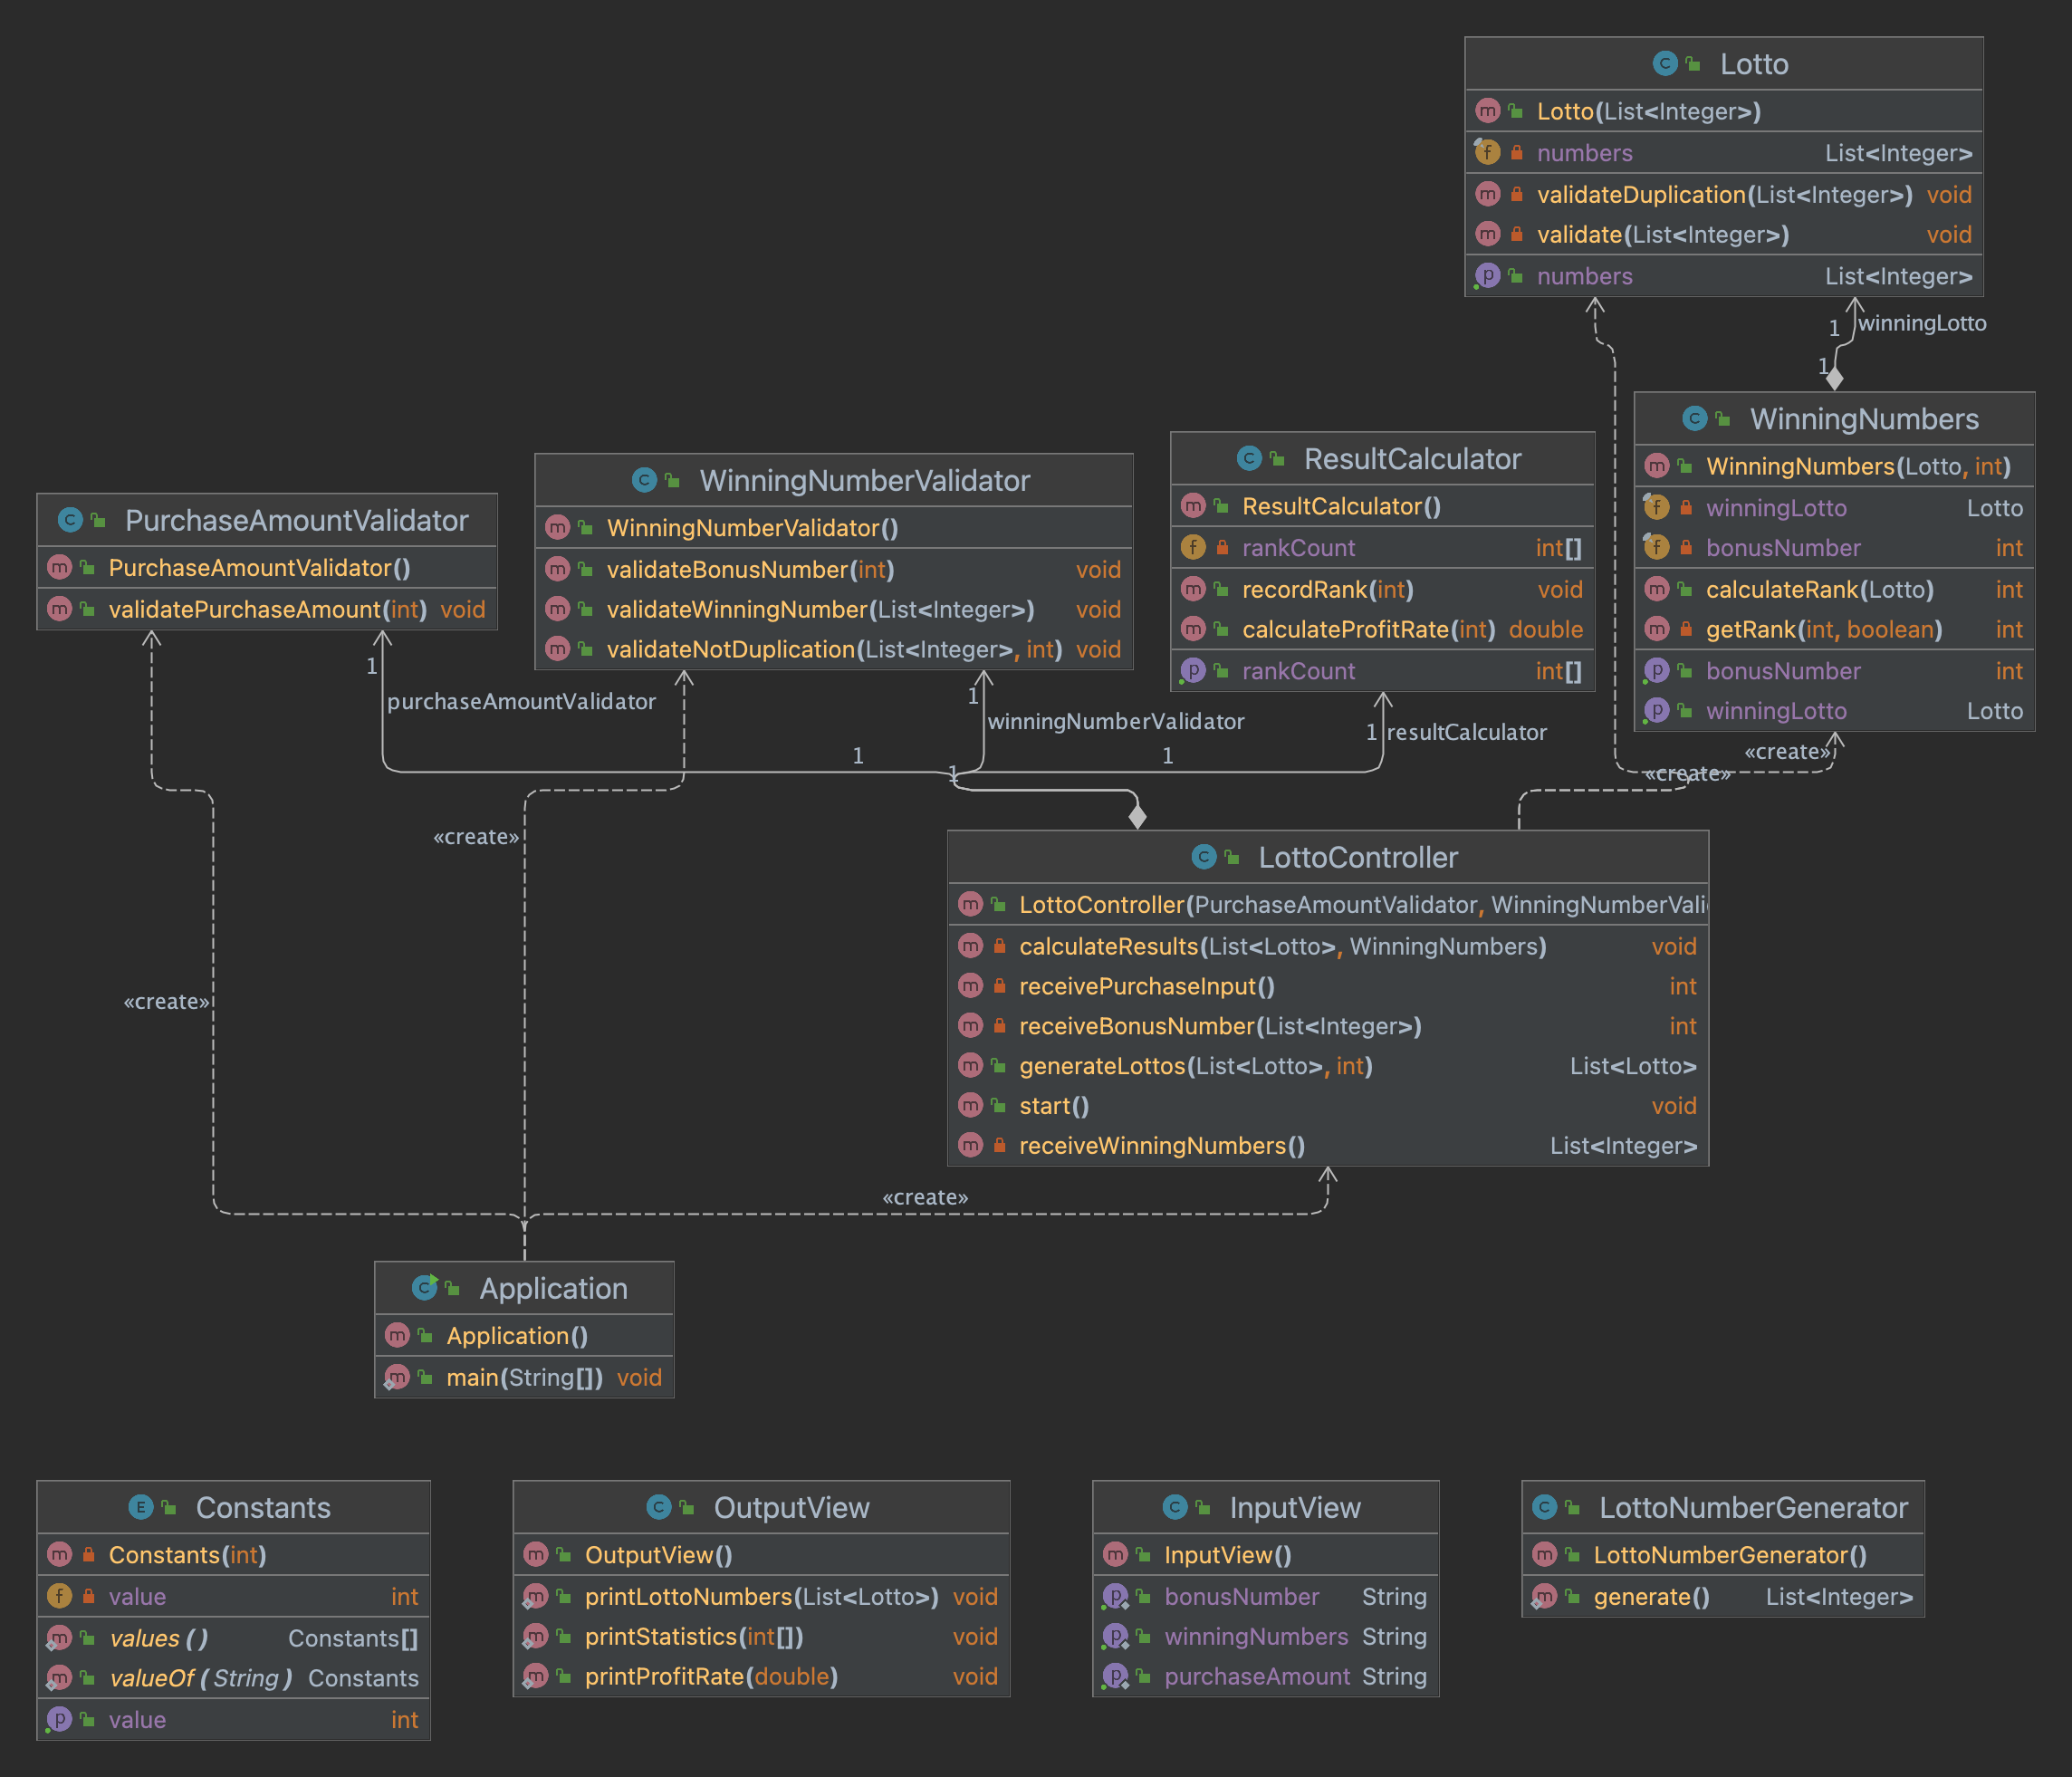 Lotto
Lotto(List<Integer>)
numbers List<Integer>
validateDuplication(List<Integer>) void
validate(List<Integer>) void
numbers List<Integer>
1 winningLotto
1
WinningNumbers
WinningNumbers(Lotto, int)
winningLotto Lotto
bonusNumber int
calculateRank(Lotto) int
getRank(int, boolean) int
bonusNumber int
winningLotto Lotto
ResultCalculator
ResultCalculator()
rankCount int[]
recordRank(int) void
calculateProfitRate(int) double
rankCount int[]
WinningNumberValidator
WinningNumberValidator()
validateBonusNumber(int) void
validateWinningNumber(List<Integer>) void
validateNotDuplication(List<Integer>, int) void
PurchaseAmountValidator
PurchaseAmountValidator()
validatePurchaseAmount(int) void
1
purchaseAmountValidator
1
winningNumberValidator
1 resultCalculator
1
1
1
«create»
«create»
«create»
«create»
«create»
LottoController
LottoController(PurchaseAmountValidator, WinningNumberVali
calculateResults(List<Lotto>, WinningNumbers) void
receivePurchaseInput() int
receiveBonusNumber(List<Integer>) int
generateLottos(List<Lotto>, int) List<Lotto>
start() void
receiveWinningNumbers() List<Integer>
Application
Application()
main(String[]) void
Constants
Constants(int)
value int
values() Constants[]
valueOf(String) Constants
value int
OutputView
OutputView()
printLottoNumbers(List<Lotto>) void
printStatistics(int[]) void
printProfitRate(double) void
InputView
InputView()
bonusNumber String
winningNumbers String
purchaseAmount String
LottoNumberGenerator
LottoNumberGenerator()
generate() List<Integer>